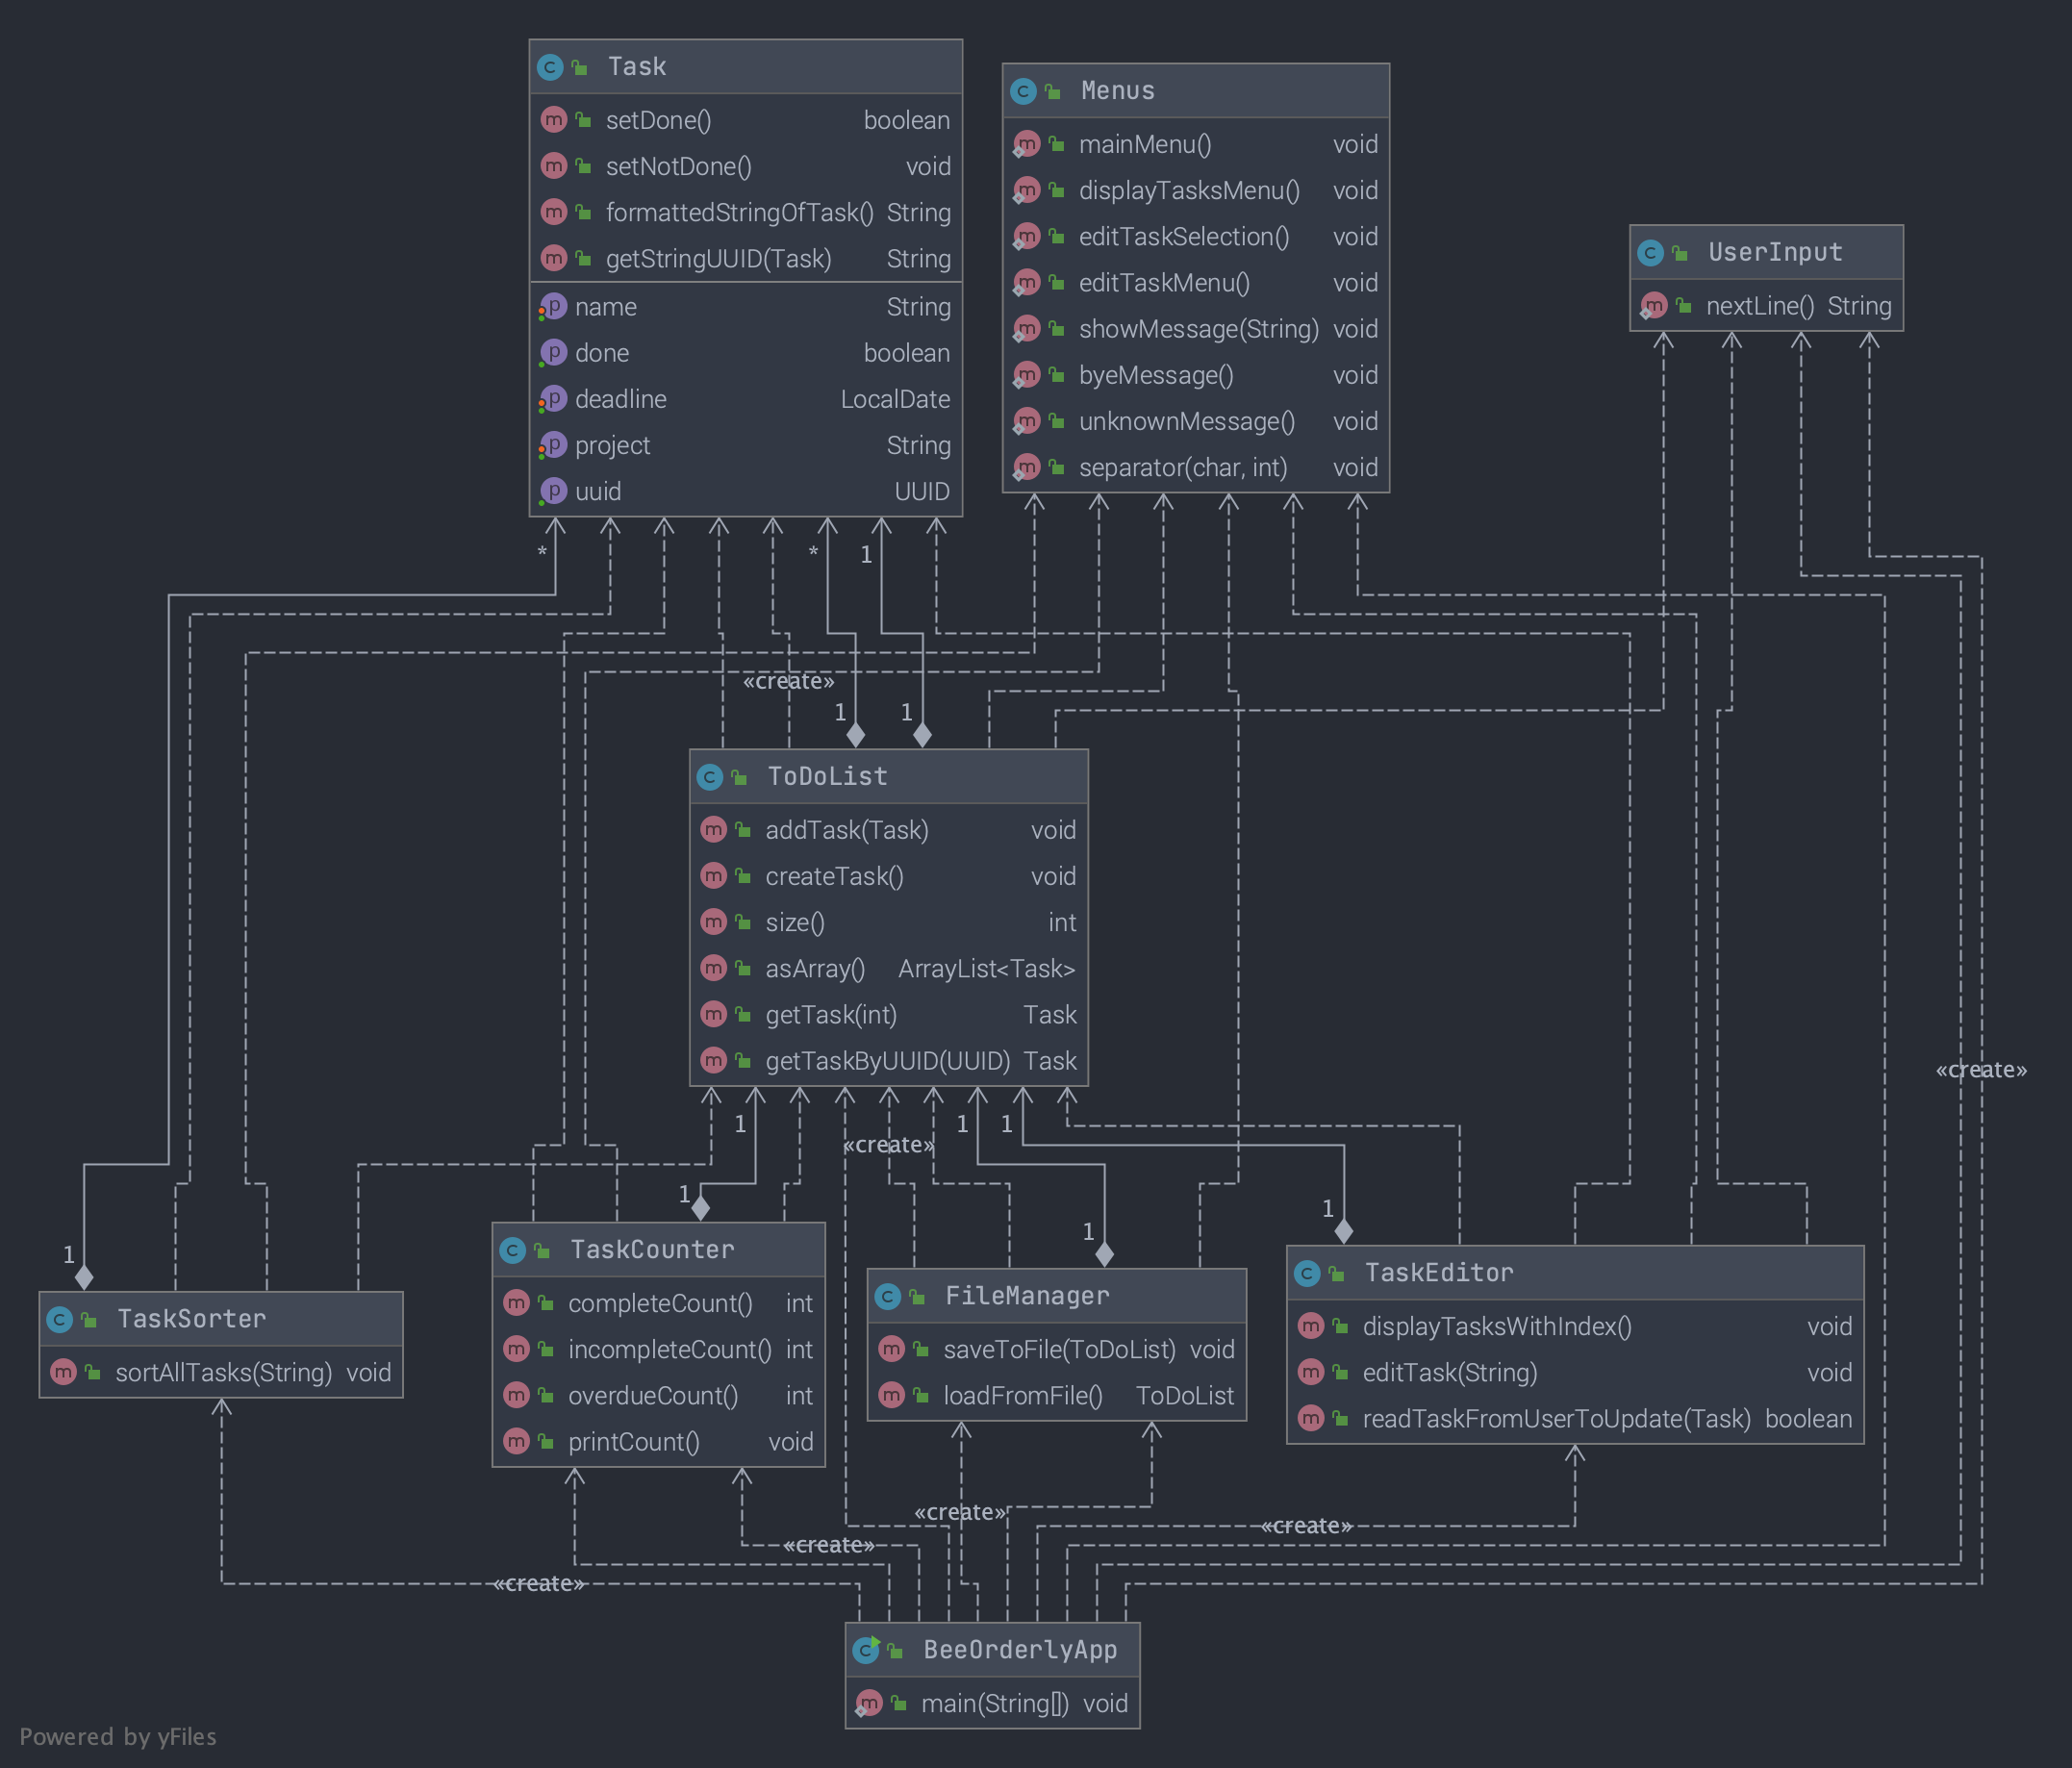 Task
setDone() boolean
setNotDone() void
formattedStringOfTask() String
getStringUUID(Task) String
name String
done boolean
deadline LocalDate
project String
uuid UUID
Menus
mainMenu() void
displayTasksMenu() void
editTaskSelection() void
editTaskMenu() void
showMessage(String) void
byeMessage() void
unknownMessage() void
separator(char, int) void
UserInput
nextLine() String
* * 1
«create»
1 1
ToDoList
addTask(Task) void
createTask() void
size() int
asArray() ArrayList<Task>
getTask(int) Task
getTaskByUUID(UUID) Task
«create»
1 «create» 1 1
1 1 1 1
TaskSorter
sortAllTasks(String) void
TaskCounter
completeCount() int
incompleteCount() int
overdueCount() int
printCount() void
FileManager
saveToFile(ToDoList) void
loadFromFile() ToDoList
TaskEditor
displayTasksWithIndex() void
editTask(String) void
readTaskFromUserToUpdate(Task) boolean
«create»
«create»
«create»
«create»
BeeOrderlyApp
main(String[]) void
Powered by yFiles